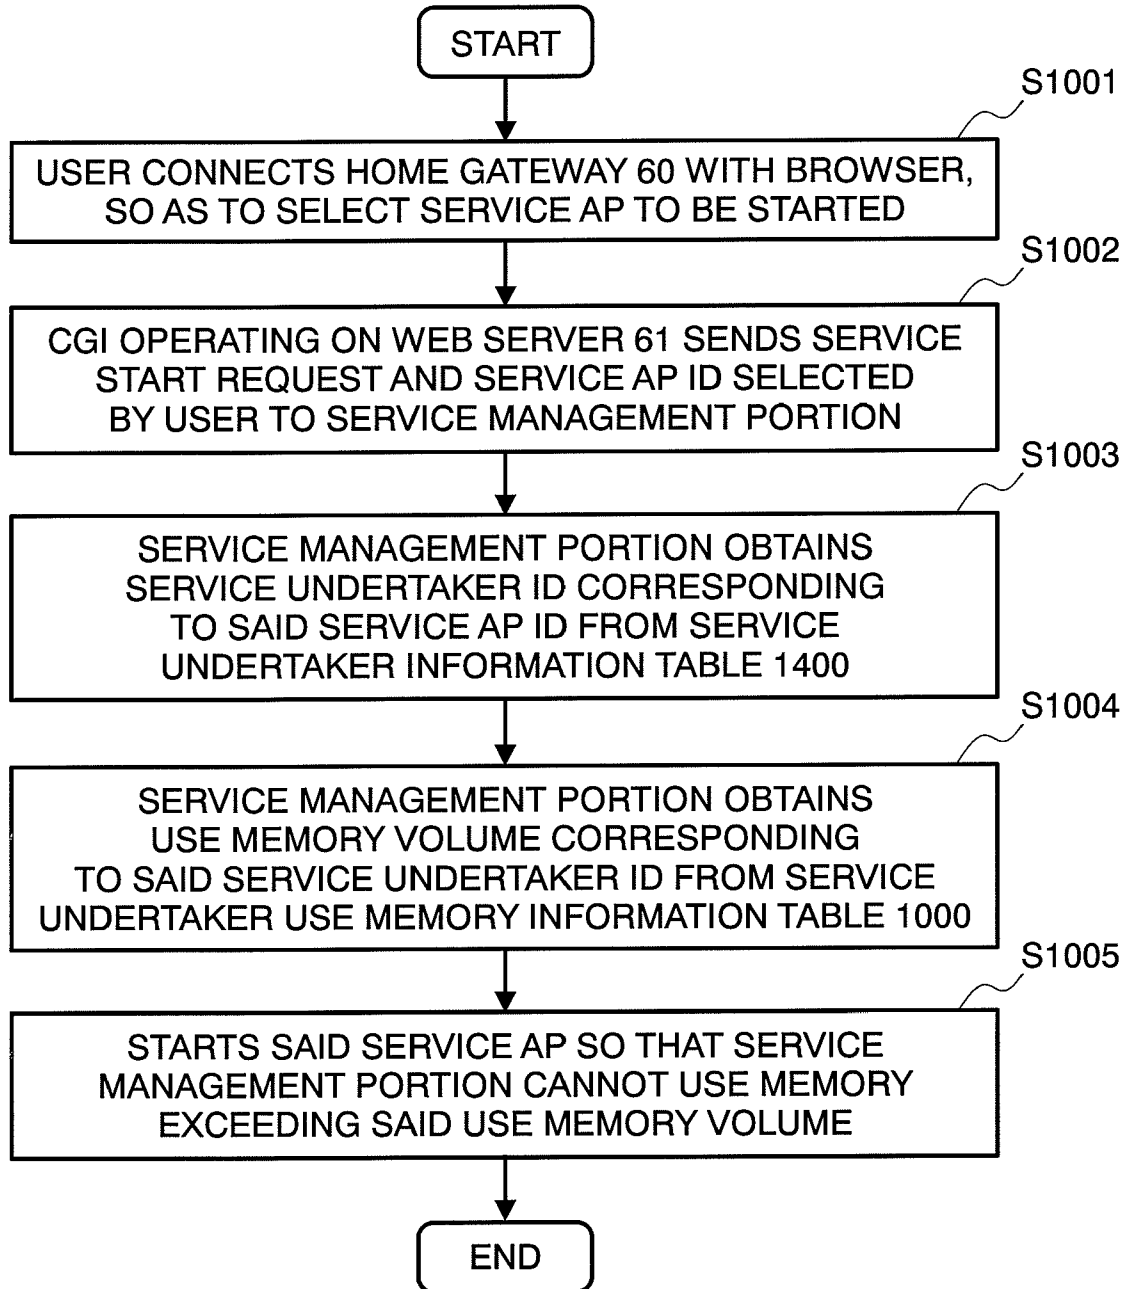 START
S1001
USER CONNECTS HOME GATEWAY 60 WITH BROWSER,
SO AS TO SELECT SERVICE AP TO BE STARTED
S1002
CGI OPERATING ON WEB SERVER 61 SENDS SERVICE
START REQUEST AND SERVICE AP ID SELECTED
BY USER TO SERVICE MANAGEMENT PORTION
S1003
SERVICE MANAGEMENT PORTION OBTAINS
SERVICE UNDERTAKER ID CORRESPONDING
TO SAID SERVICE AP ID FROM SERVICE
UNDERTAKER INFORMATION TABLE 1400
S1004
SERVICE MANAGEMENT PORTION OBTAINS
USE MEMORY VOLUME CORRESPONDING
TO SAID SERVICE UNDERTAKER ID FROM SERVICE
UNDERTAKER USE MEMORY INFORMATION TABLE 1000
S1005
STARTS SAID SERVICE AP SO THAT SERVICE
MANAGEMENT PORTION CANNOT USE MEMORY
EXCEEDING SAID USE MEMORY VOLUME
END